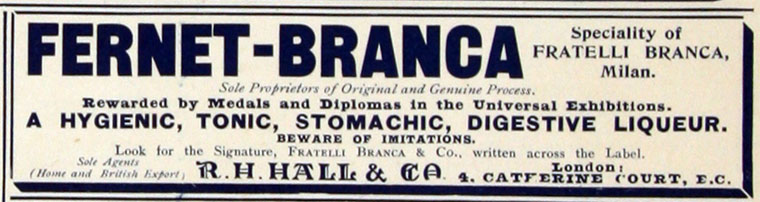 FERNET-BRANCA
Speciality of
FRATELLI BRANCA,
Milan.
Sole Proprietors of Original and Genuine Process.
Rewarded by Medals and Diplomas in the Universal Exhibitions.
A HYGIENIC, TONIC, STOMACHIC, DIGESTIVE LIQUEUR.
BEWARE OF IMITATIONS.
Look for the Signature, FRATELLI BRANCA & Co., written across the Label.
Sole Agents
(Home and British Export)
R. H. HALL & CO.
London:
4. CATHERINE COURT, E.C.